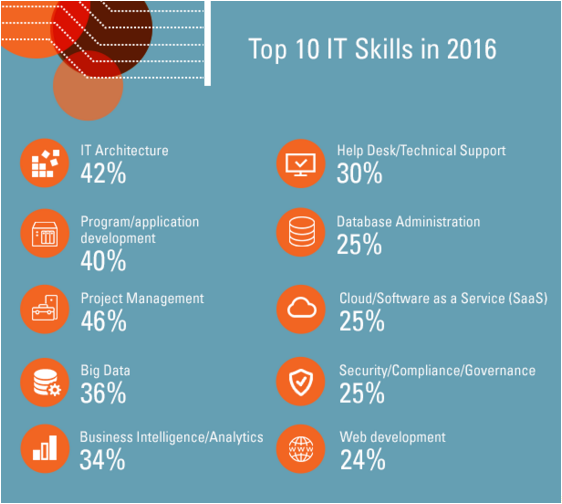 Top 10 IT Skills in 2016
IT Architecture
42%
Program/application
development
40%
Project Management
46%
Big Data
36%
Business Intelligence/Analytics
34%
Help Desk/Technical Support
30%
Database Administration
25%
Cloud/Software as a Service (SaaS)
25%
Security/Compliance/Governance
25%
WWW
Web development
24%